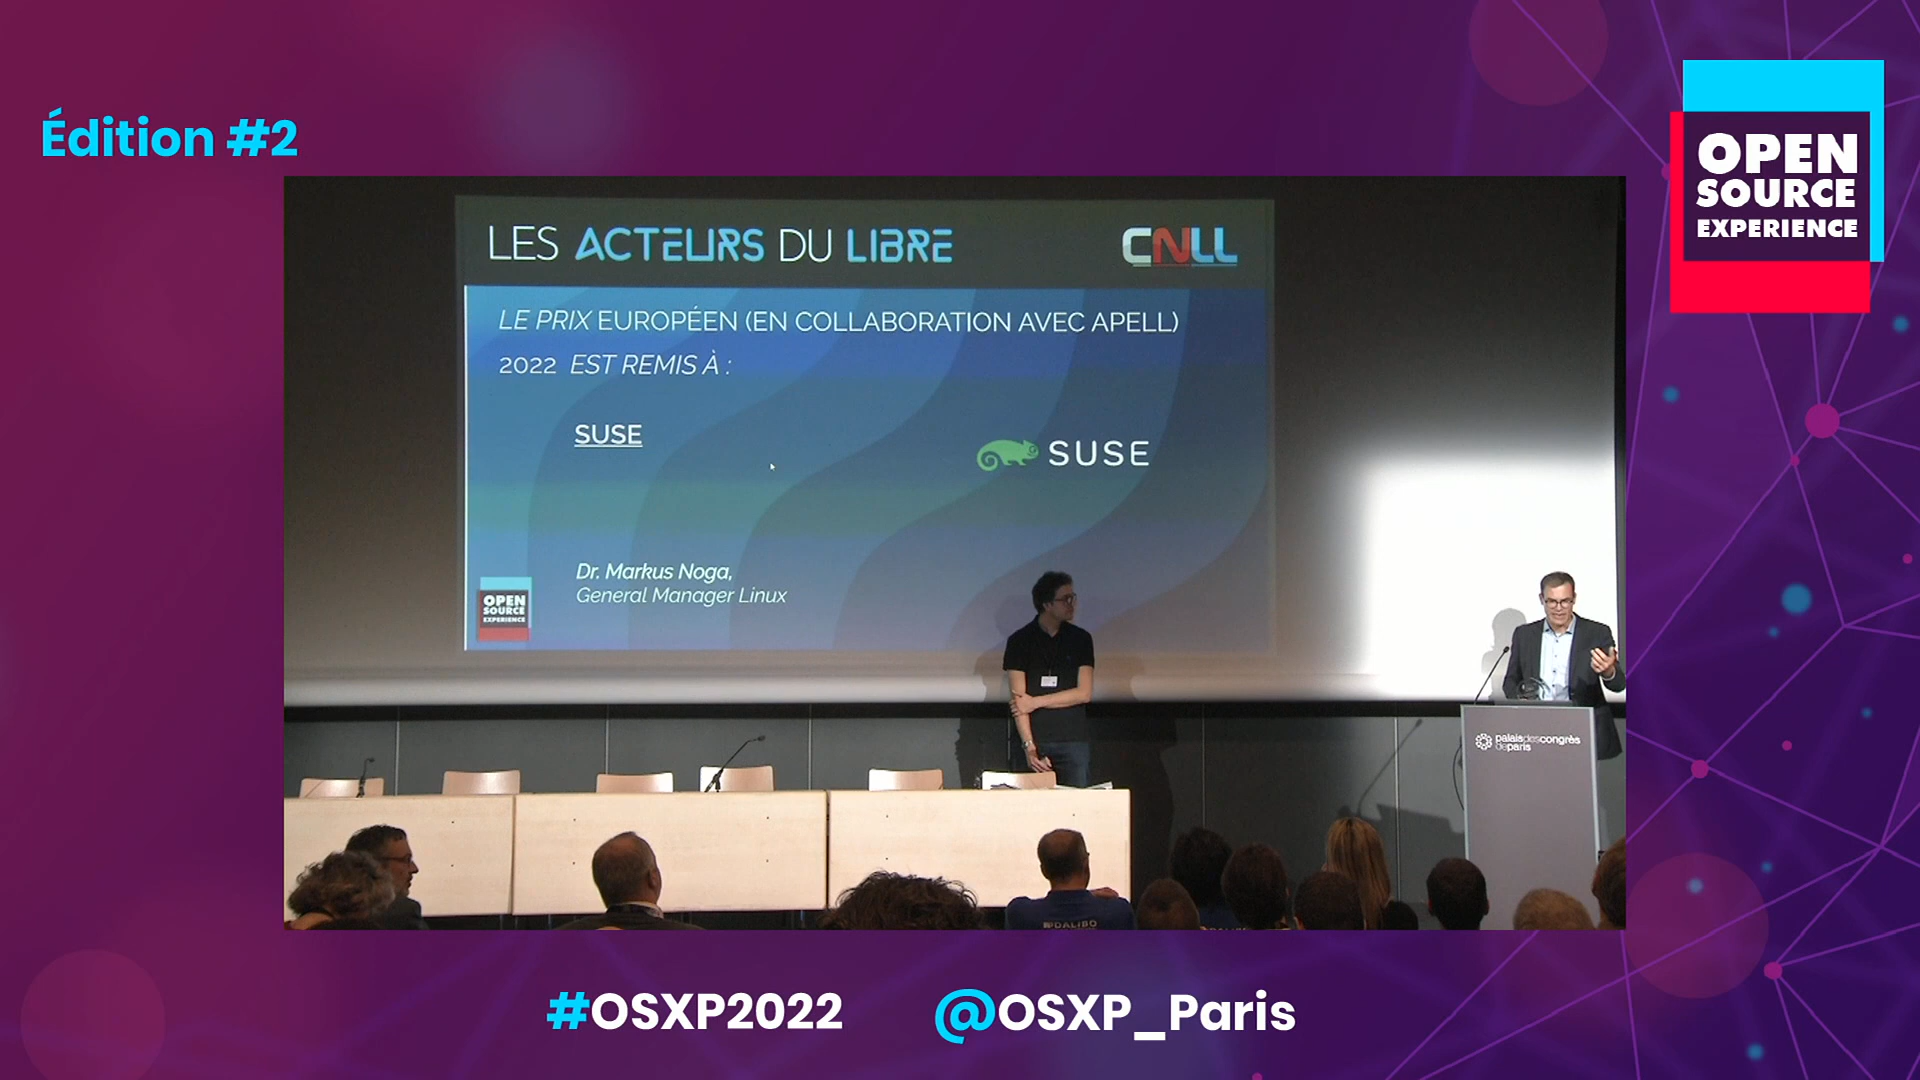 Édition #2
OPEN
SOURCE
EXPERIENCE
LES ACTEURS DU LIBRE
CNLL
LE PRIX EUROPÉEN (EN COLLABORATION AVEC APELL)
2022 EST REMIS À :
SUSE
SUSE
Dr. Markus Noga,
General Manager Linux
OPEN
SOURCE
EXPERIENCE
palaisdescongrès
deparis
DALIBO
#OSXP2022
@OSXP_Paris